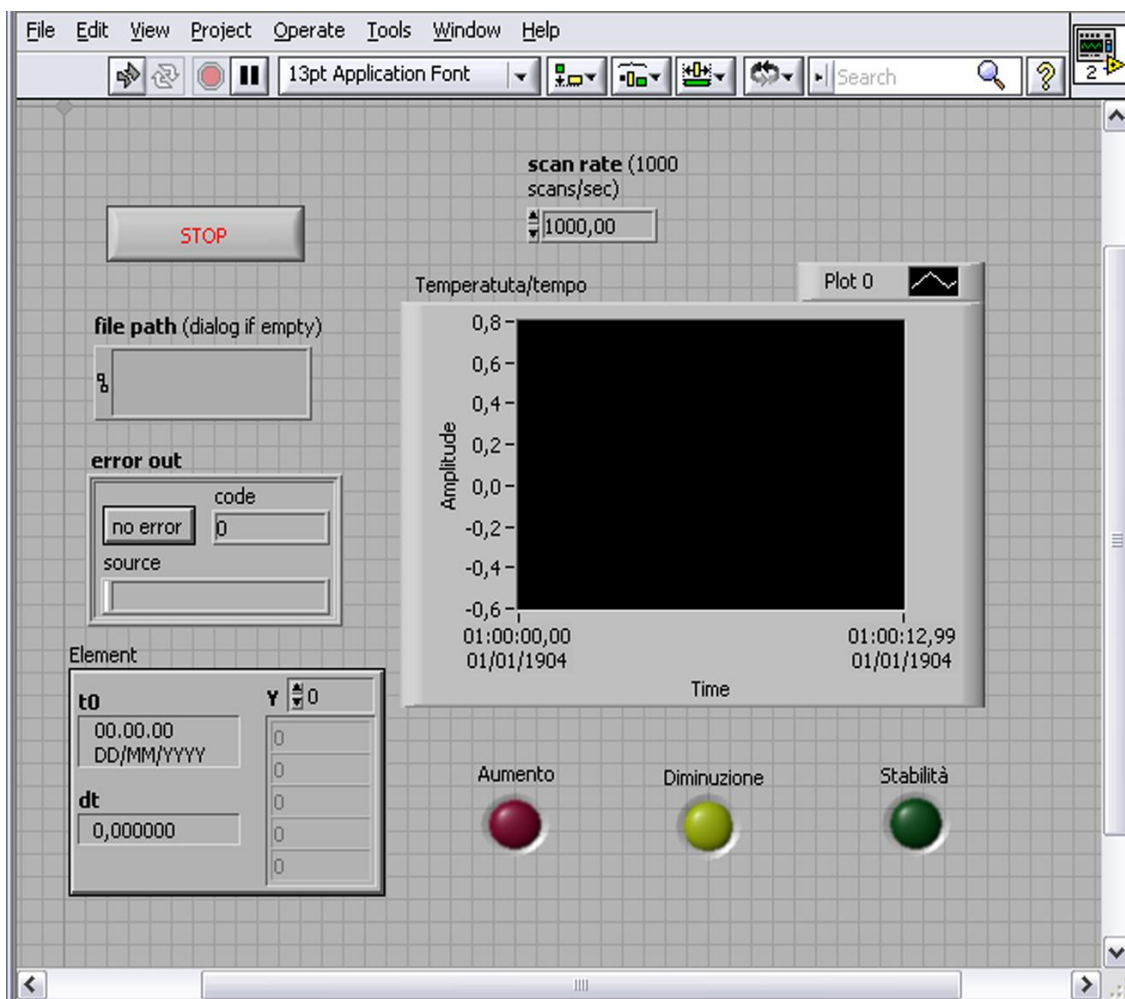 File Edit View Project Operate Tools Window Help
13pt Application Font
Search
2
scan rate (1000
scans/sec)
1000,00
STOP
Temperatuta/tempo
Plot 0
file path (dialog if empty)
0,8
0,6
0,4
0,2
0,0
-0,2
-0,4
-0,6
Amplitude
01:00:00,00
01/01/1904
01:00:12,99
01/01/1904
Time
error out
code
no error
0
source
Element
t0
00.00.00
DD/MM/YYYY
dt
0,000000
Y
0
0
0
0
0
0
Aumento
Diminuzione
Stabilità